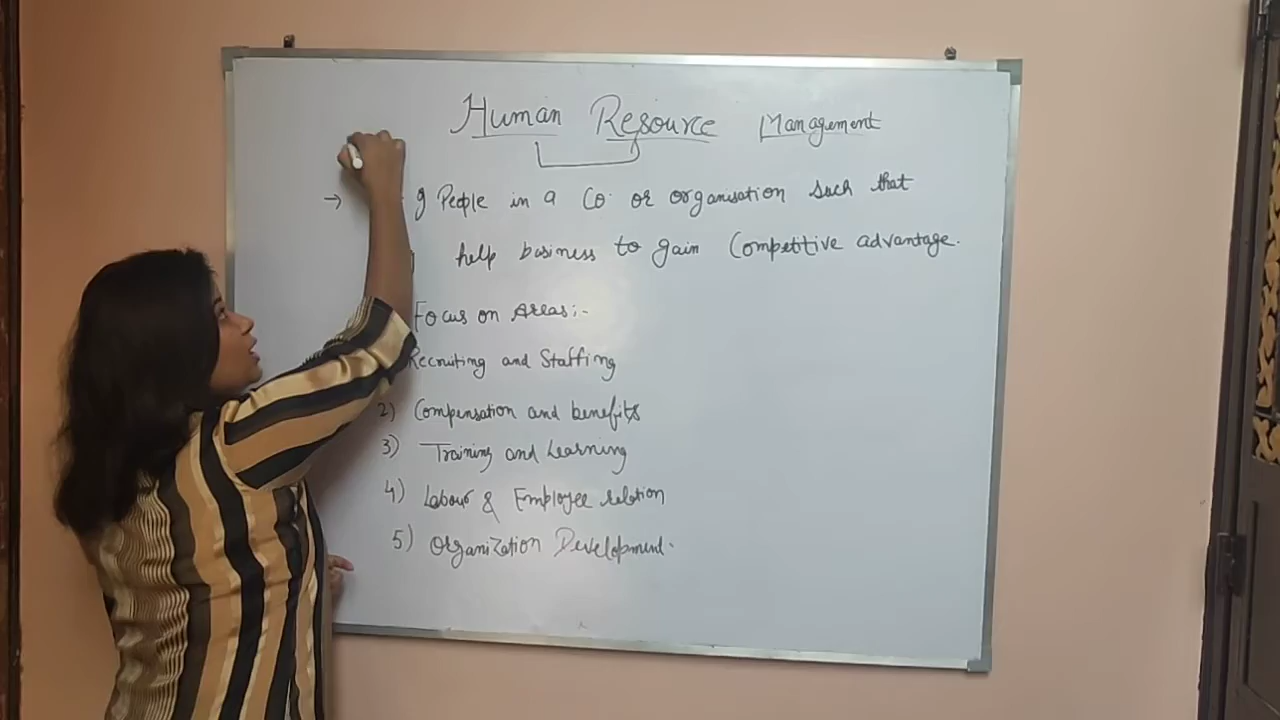 Human Resource Management
→ g People in a Co. or organisation such that
help business to gain Competitive advantage.
Focus on Areas:-
Recruiting and Staffing
2) Compensation and benefits
3) Training and Learning
4) Labour & Employee relation
5) Organization Development.